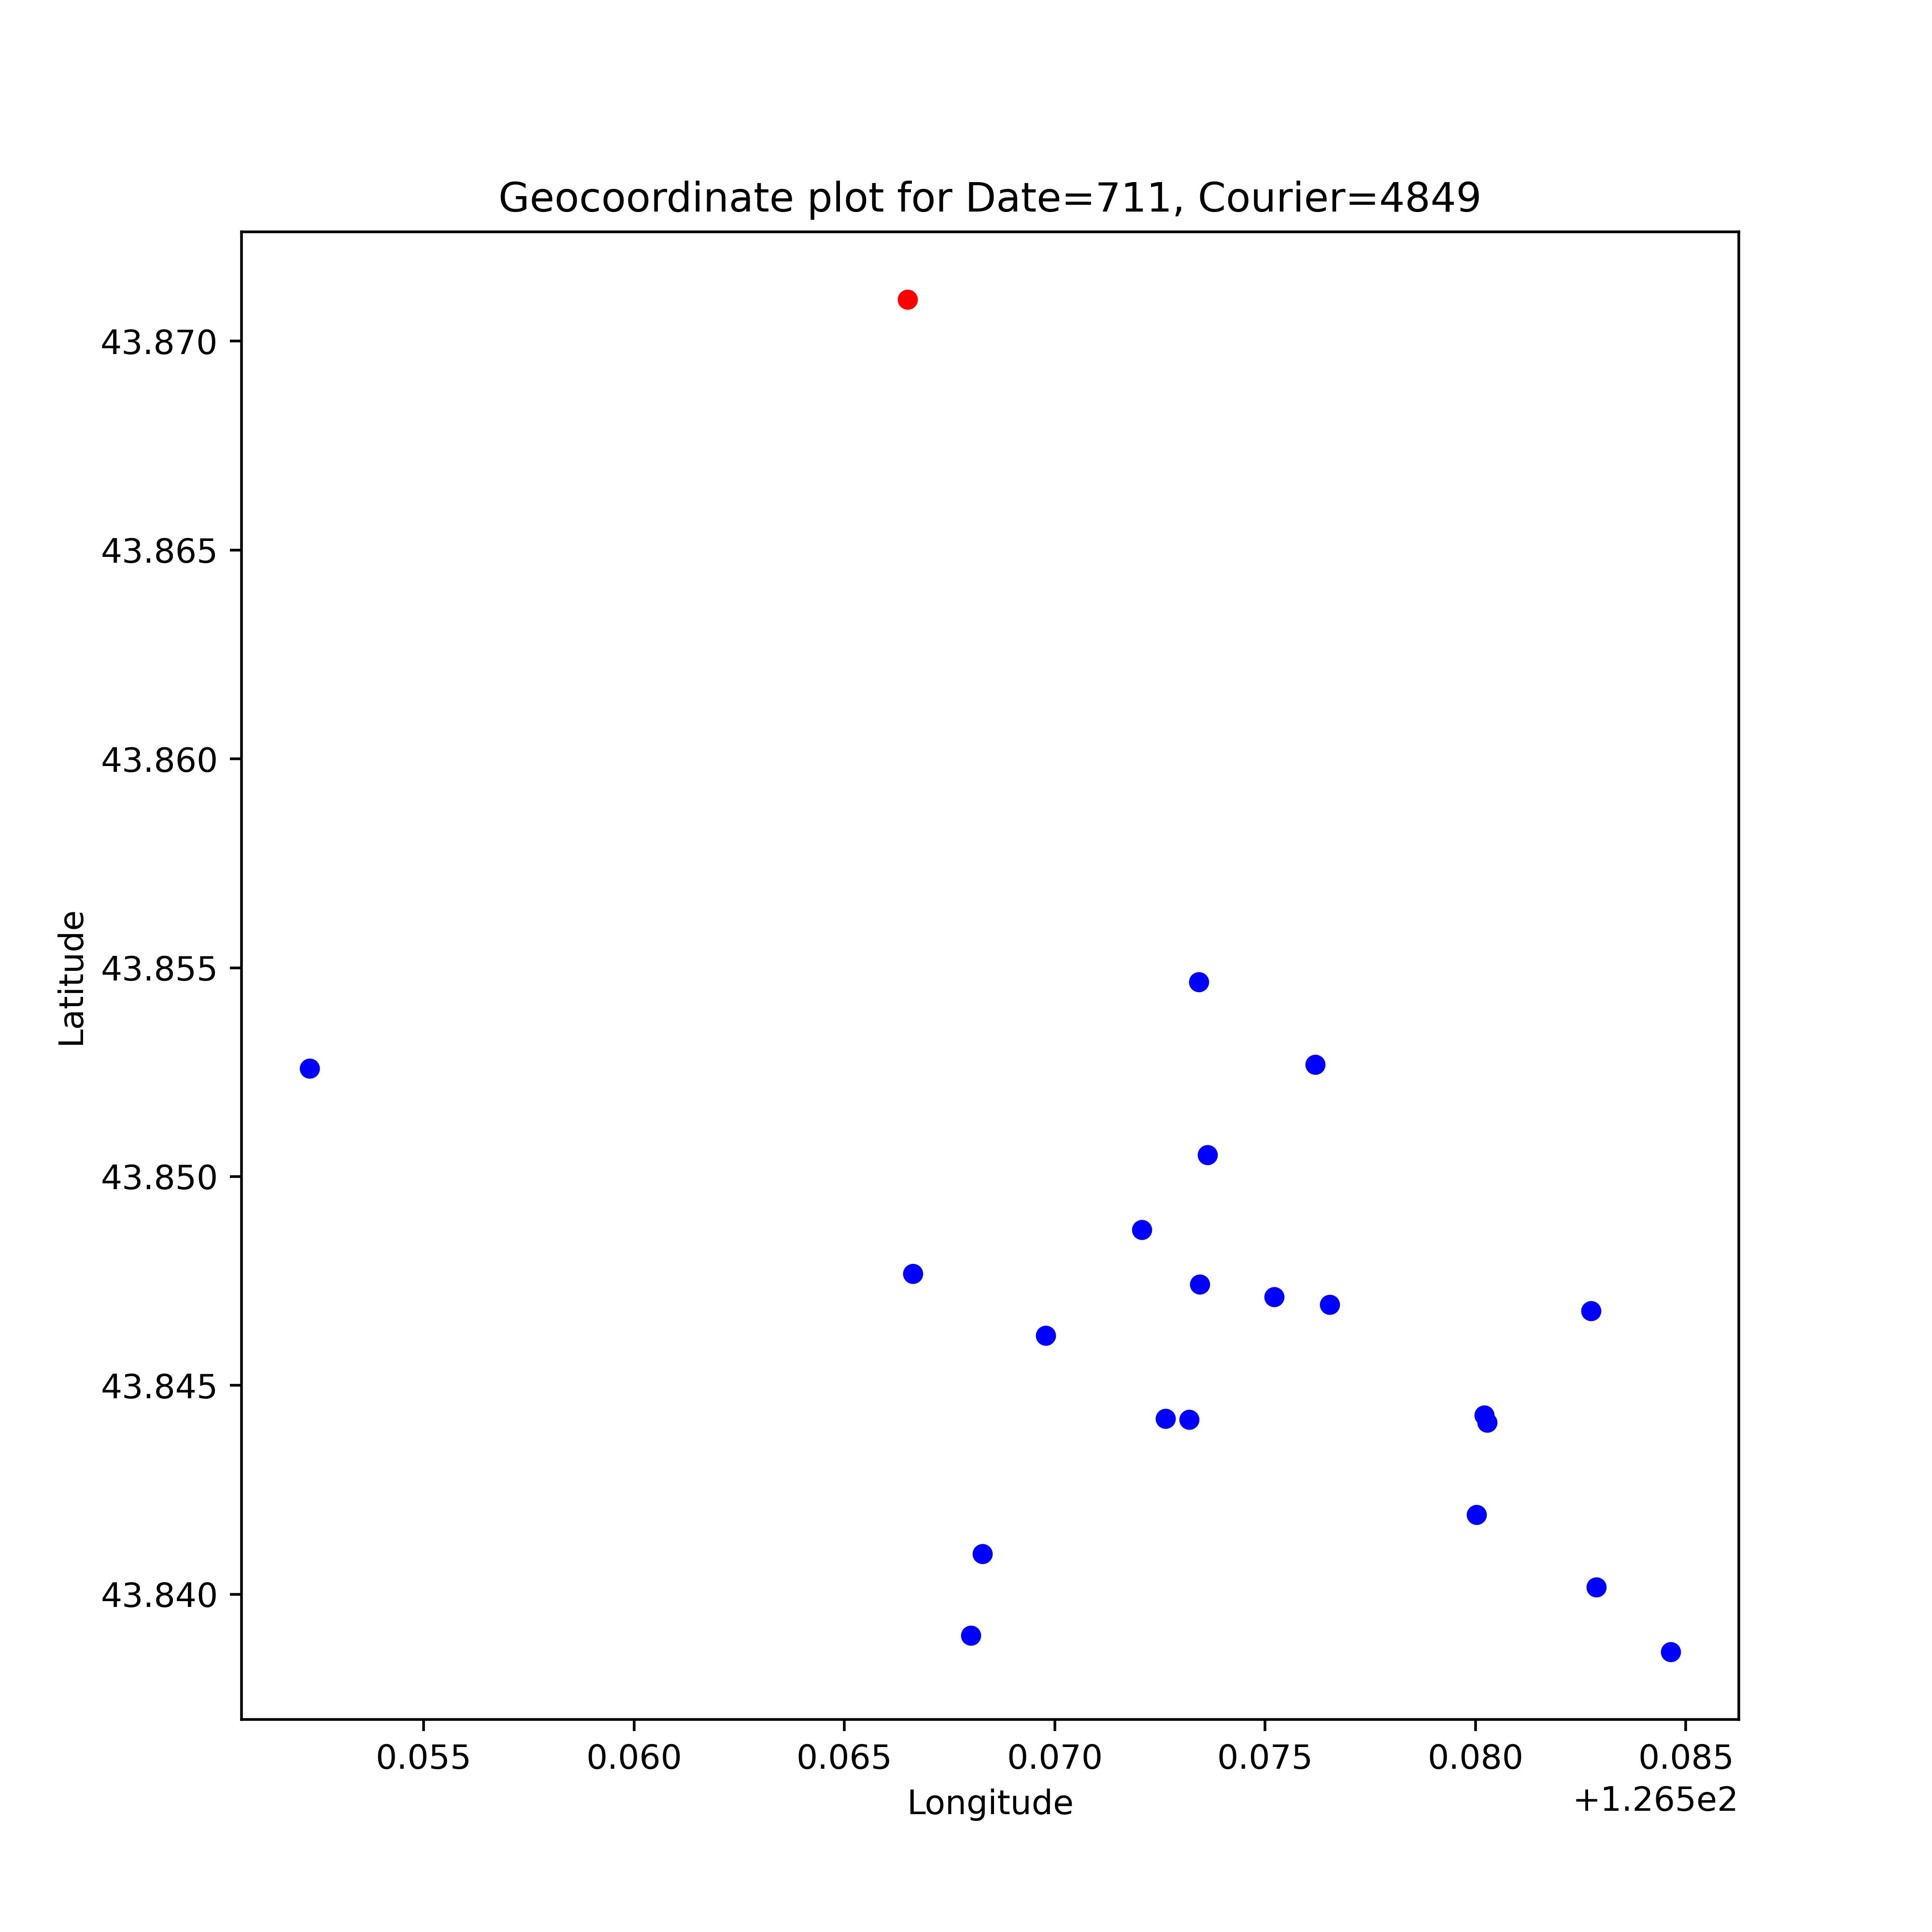 Geocoordinate plot for Date=711, Courier=4849
43.870
43.865
43.860
43.855
43.850
43.845
43.840
Latitude
0.055 0.060 0.065 0.070 0.075 0.080 0.085
Longitude
+1.265e2